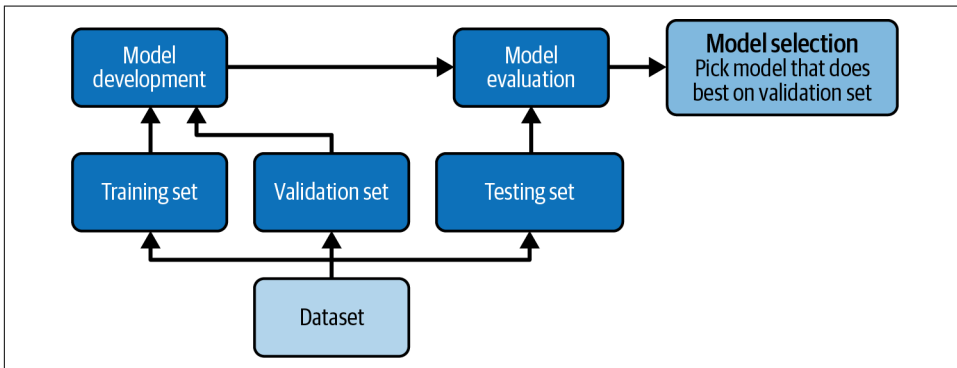 Model
development
Model
evaluation
Model selection
Pick model that does
best on validation set
Training set
Validation set
Testing set
Dataset